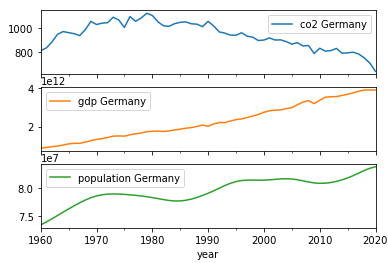 co2 Germany
1000
800
1e12
gdp Germany
4
2
1e7
population Germany
8.0
7.5
1960 1970 1980 1990 2000 2010 2020
year